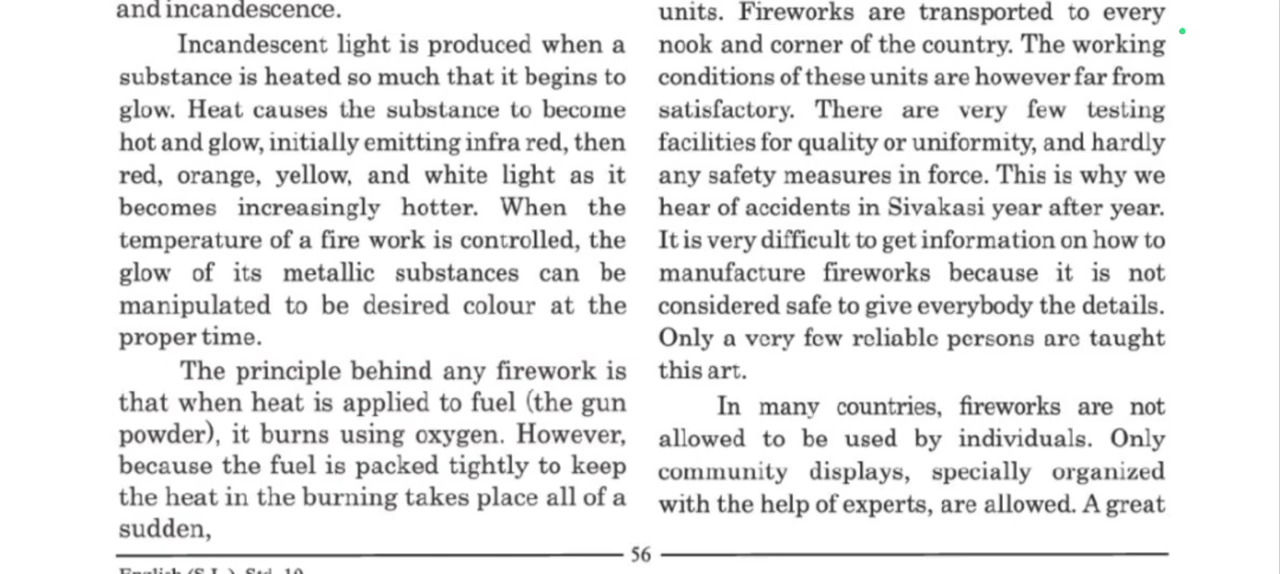 and incandescence.
Incandescent light is produced when a
substance is heated so much that it begins to
glow. Heat causes the substance to become
hot and glow, initially emitting infra red, then
red, orange, yellow, and white light as it
becomes increasingly hotter. When the
temperature of a fire work is controlled, the
glow of its metallic substances can be
manipulated to be desired colour at the
proper time.
The principle behind any firework is
that when heat is applied to fuel (the gun
powder), it burns using oxygen. However,
because the fuel is packed tightly to keep
the heat in the burning takes place all of a
sudden,
units. Fireworks are transported to every
nook and corner of the country. The working
conditions of these units are however far from
satisfactory. There are very few testing
facilities for quality or uniformity, and hardly
any safety measures in force. This is why we
hear of accidents in Sivakasi year after year.
It is very difficult to get information on how to
manufacture fireworks because it is not
considered safe to give everybody the details.
Only a very few reliable persons are taught
this art.
In many countries, fireworks are not
allowed to be used by individuals. Only
community displays, specially organized
with the help of experts, are allowed. A great
56
English (S.L.) Std. 10